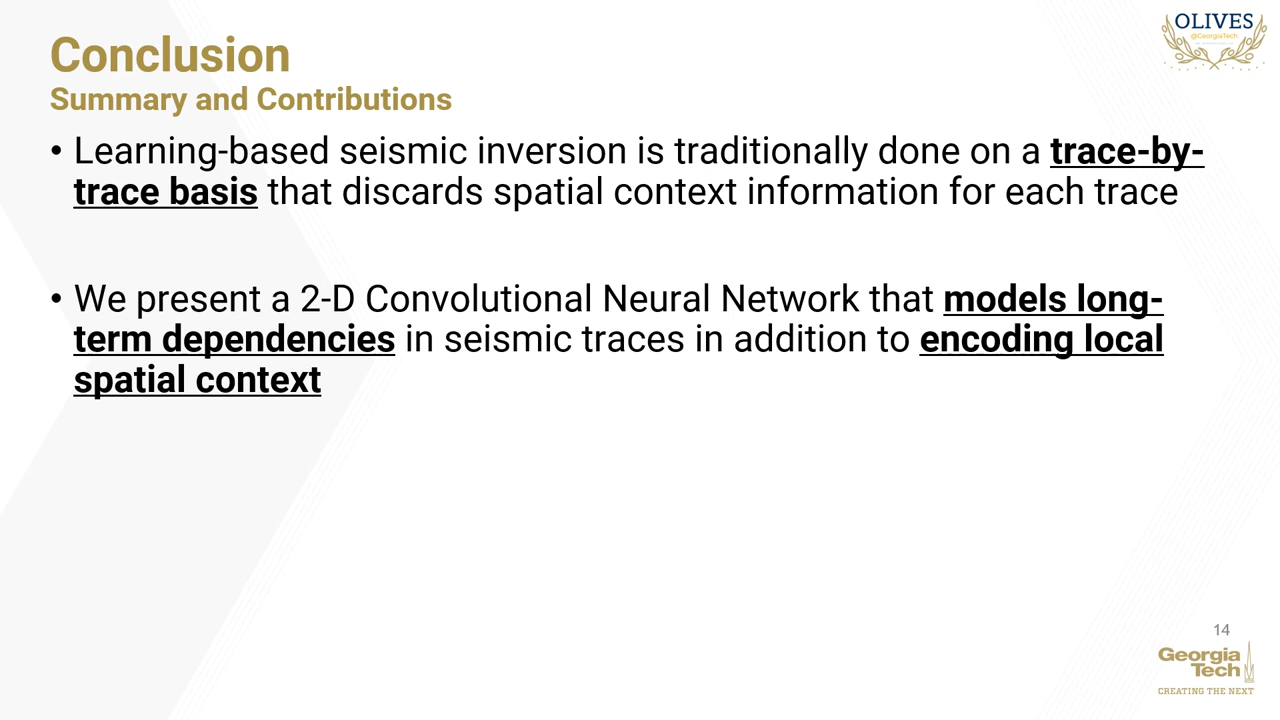 OLIVES
@GeorgiaTech
Conclusion
Summary and Contributions
• Learning-based seismic inversion is traditionally done on a trace-by-
trace basis that discards spatial context information for each trace
• We present a 2-D Convolutional Neural Network that models long-
term dependencies in seismic traces in addition to encoding local
spatial context
14
Georgia
Tech
CREATING THE NEXT